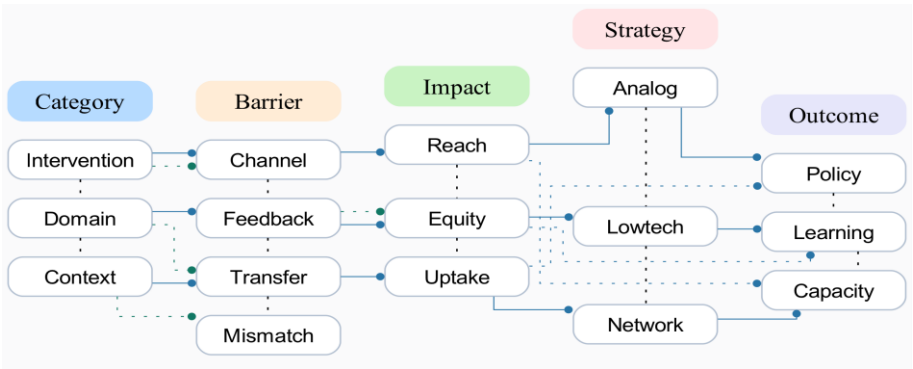 Category
Intervention
Domain
Context
Barrier
Channel
Feedback
Transfer
Mismatch
Impact
Reach
Equity
Uptake
Strategy
Analog
Lowtech
Network
Outcome
Policy
Learning
Capacity